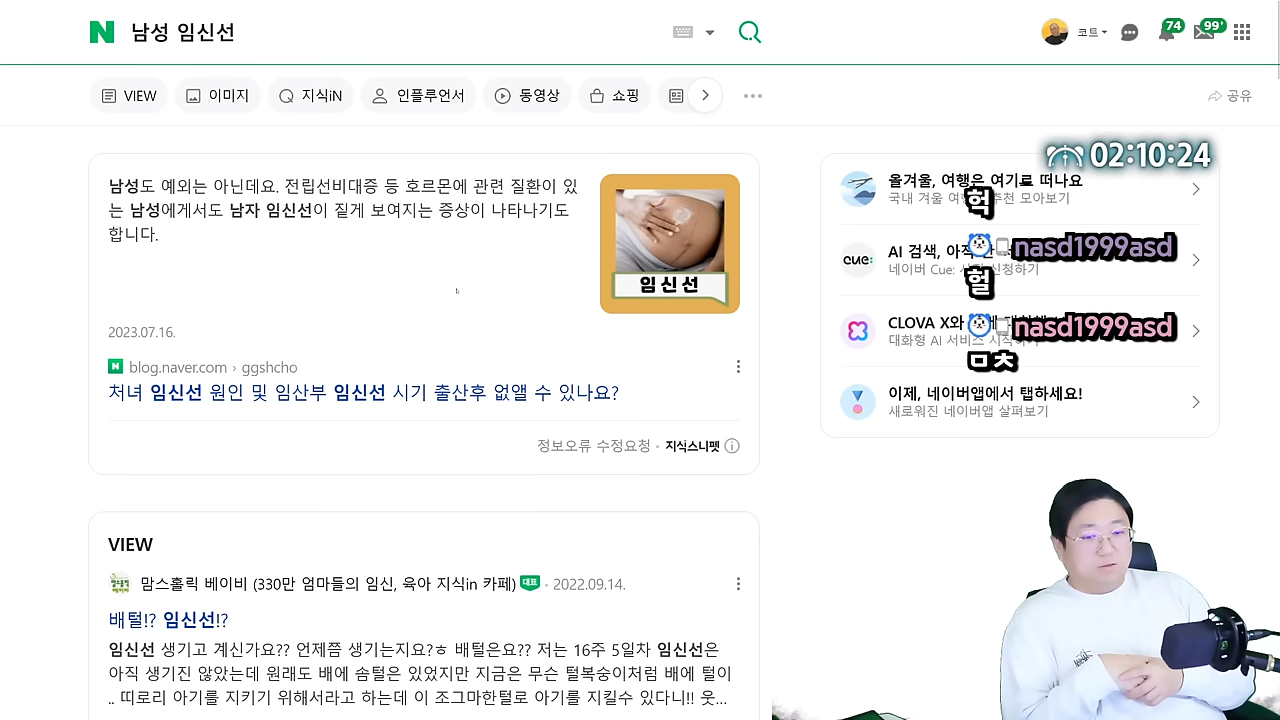 N 남성 임신선
코트
74
99+
VIEW
이미지
지식iN
인플루언서
동영상
쇼핑
공유
02:10:24
남성도 예외는 아닌데요. 전립선비대증 등 호르몬에 관련 질환이 있
는 남성에게서도 남자 임신선이 짙게 보여지는 증상이 나타나기도
합니다.
임신선
2023.07.16.
N blog.naver.com › ggshcho
처녀 임신선 원인 및 임산부 임신선 시기 출산후 없앨 수 있나요?
정보오류 수정요청
지식스니펫
올겨울, 여행은 여기로 떠나요
국내 겨울 추천 모아보기
헉
nasd1999asd
cue:
AI 검색,
네이버 Cue: 신청하기
헐
nasd1999asd
CLOVA X와
대화형 AI 서비스
ㅁㅊ
이제, 네이버앱에서 탭하세요!
새로워진 네이버앱 살펴보기
VIEW
맘스홀릭 베이비 (330만 엄마들의 임신, 육아 지식in 카페) 대표 2022.09.14.
배털!? 임신선!?
임신선 생기고 계신가요?? 언제쯤 생기는지요?ㅎ 배털은요?? 저는 16주 5일차 임신선은
아직 생기진 않았는데 원래도 배에 솜털은 있었지만 지금은 무슨 털복숭이처럼 배에 털이
.. 띠로리 아기를 지키기 위해서라고 하는데 이 조그마한털로 아기를 지킬수 있다니!! 웃...